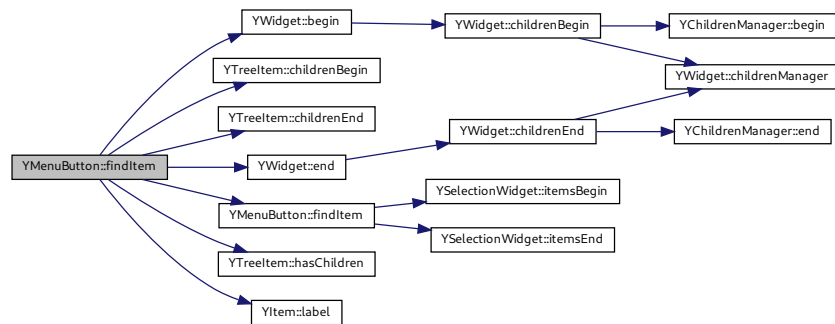 YWidget::begin
YWidget::childrenBegin
YChildrenManager::begin
YTreeItem::childrenBegin
YWidget::childrenManager
YTreeItem::childrenEnd
YWidget::childrenEnd
YChildrenManager::end
YMenuButton::findItem
YWidget::end
YSelectionWidget::itemsBegin
YMenuButton::findItem
YSelectionWidget::itemsEnd
YTreeItem::hasChildren
YItem::label